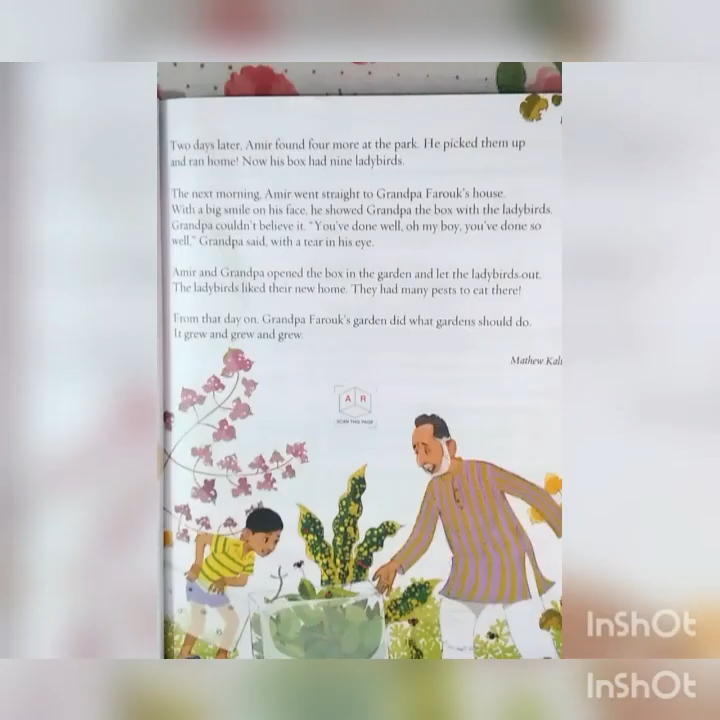 Two days later, Amir found four more at the park. He picked them up
and ran home! Now his box had nine ladybirds.
The next morning, Amir went straight to Grandpa Farouk's house.
With a big smile on his face, he showed Grandpa the box with the ladybirds.
Grandpa couldn't believe it. "You've done well, oh my boy, you've done so
well," Grandpa said, with a tear in his eye.
Amir and Grandpa opened the box in the garden and let the ladybirds out.
The ladybirds liked their new home. They had many pests to eat there!
From that day on, Grandpa Farouk's garden did what gardens should do.
It grew and grew and grew.
Mathew
A R
SCAN THIS PAGE
InShOt
InShOt